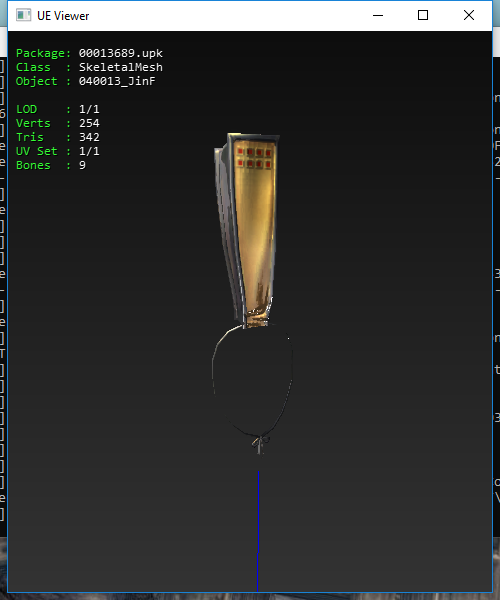 UE Viewer
Package: 00013689.upk
Class : SkeletalMesh
Object : 040013_JinF
LOD : 1/1
Verts : 254
Tris : 342
UV Set : 1/1
Bones : 9